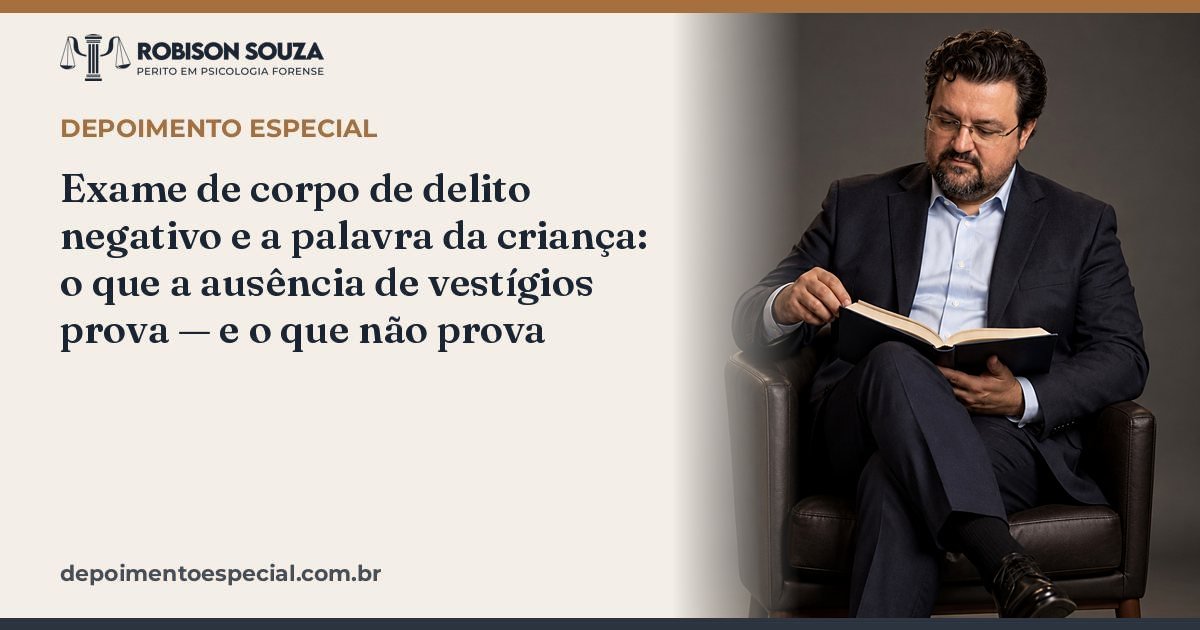 ROBISON SOUZA
PERITO EM PSICOLOGIA FORENSE
DEPOIMENTO ESPECIAL
Exame de corpo de delito
negativo e a palavra da criança:
o que a ausência de vestígios
prova — e o que não prova
depoimentoespecial.com.br